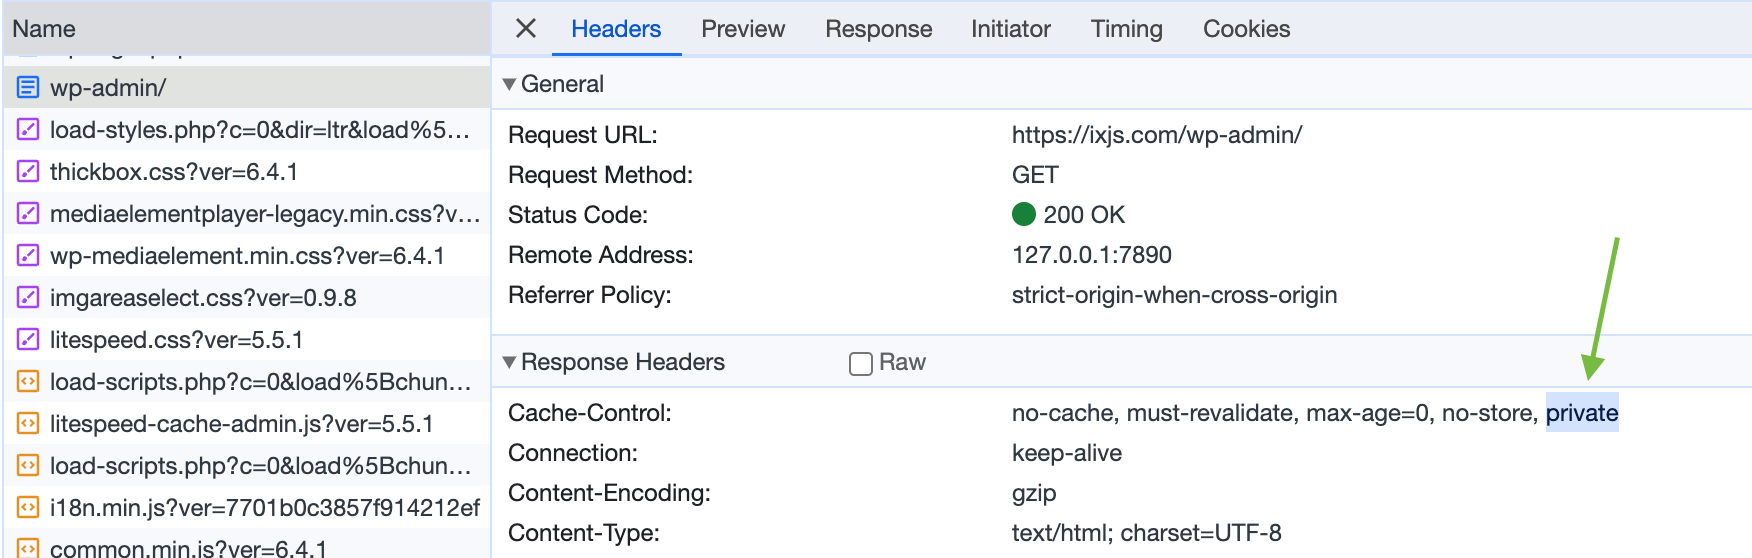 Name
wp-admin/
load-styles.php?c=0&dir=ltr&load%5...
thickbox.css?ver=6.4.1
mediaelementplayer-legacy.min.css?v...
wp-mediaelement.min.css?ver=6.4.1
imgareaselect.css?ver=0.9.8
litespeed.css?ver=5.5.1
load-scripts.php?c=0&load%5Bchun...
litespeed-cache-admin.js?ver=5.5.1
load-scripts.php?c=0&load%5Bchun...
i18n.min.js?ver=7701b0c3857f914212ef
common.min.js?ver=6.4.1
Headers Preview Response Initiator Timing Cookies
General
Request URL: https://ixjs.com/wp-admin/
Request Method: GET
Status Code: 200 OK
Remote Address: 127.0.0.1:7890
Referrer Policy: strict-origin-when-cross-origin
Response Headers Raw
Cache-Control: no-cache, must-revalidate, max-age=0, no-store, private
Connection: keep-alive
Content-Encoding: gzip
Content-Type: text/html; charset=UTF-8